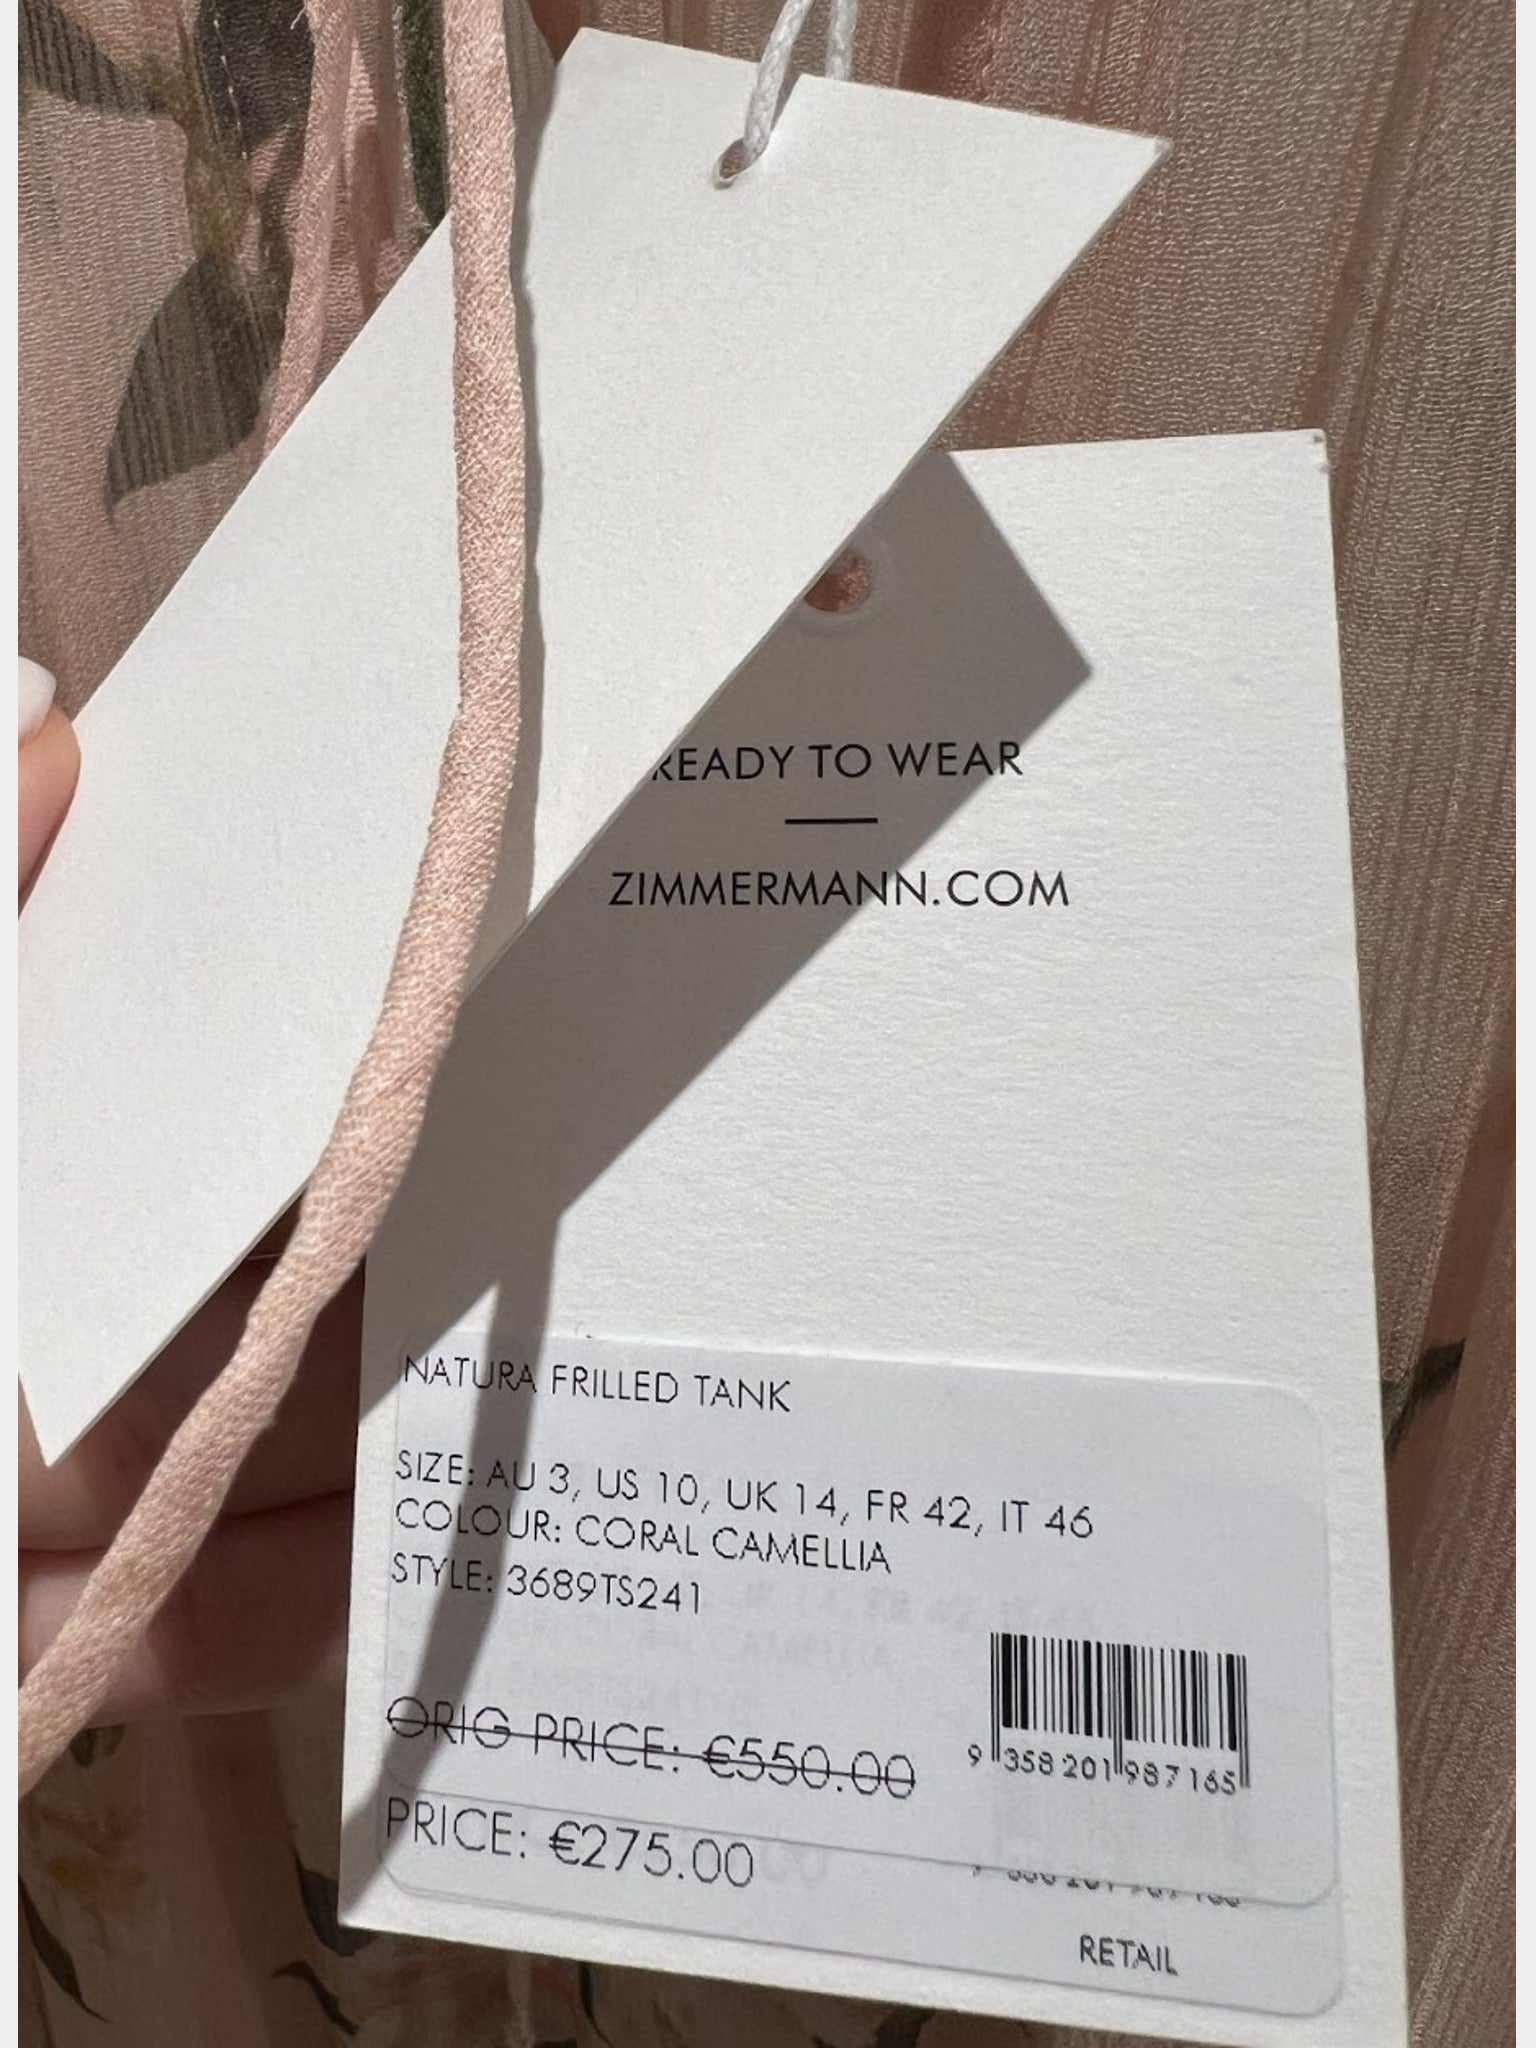 READY TO WEAR
ZIMMERMANN.COM
NATURA FRILLED TANK
SIZE: AU 3, US 10, UK 14, FR 42, IT 46
COLOUR: CORAL CAMELLIA
STYLE: 3689TS241
ORIG PRICE: €550.00
9 358201 987165
PRICE: €275.00
RETAIL